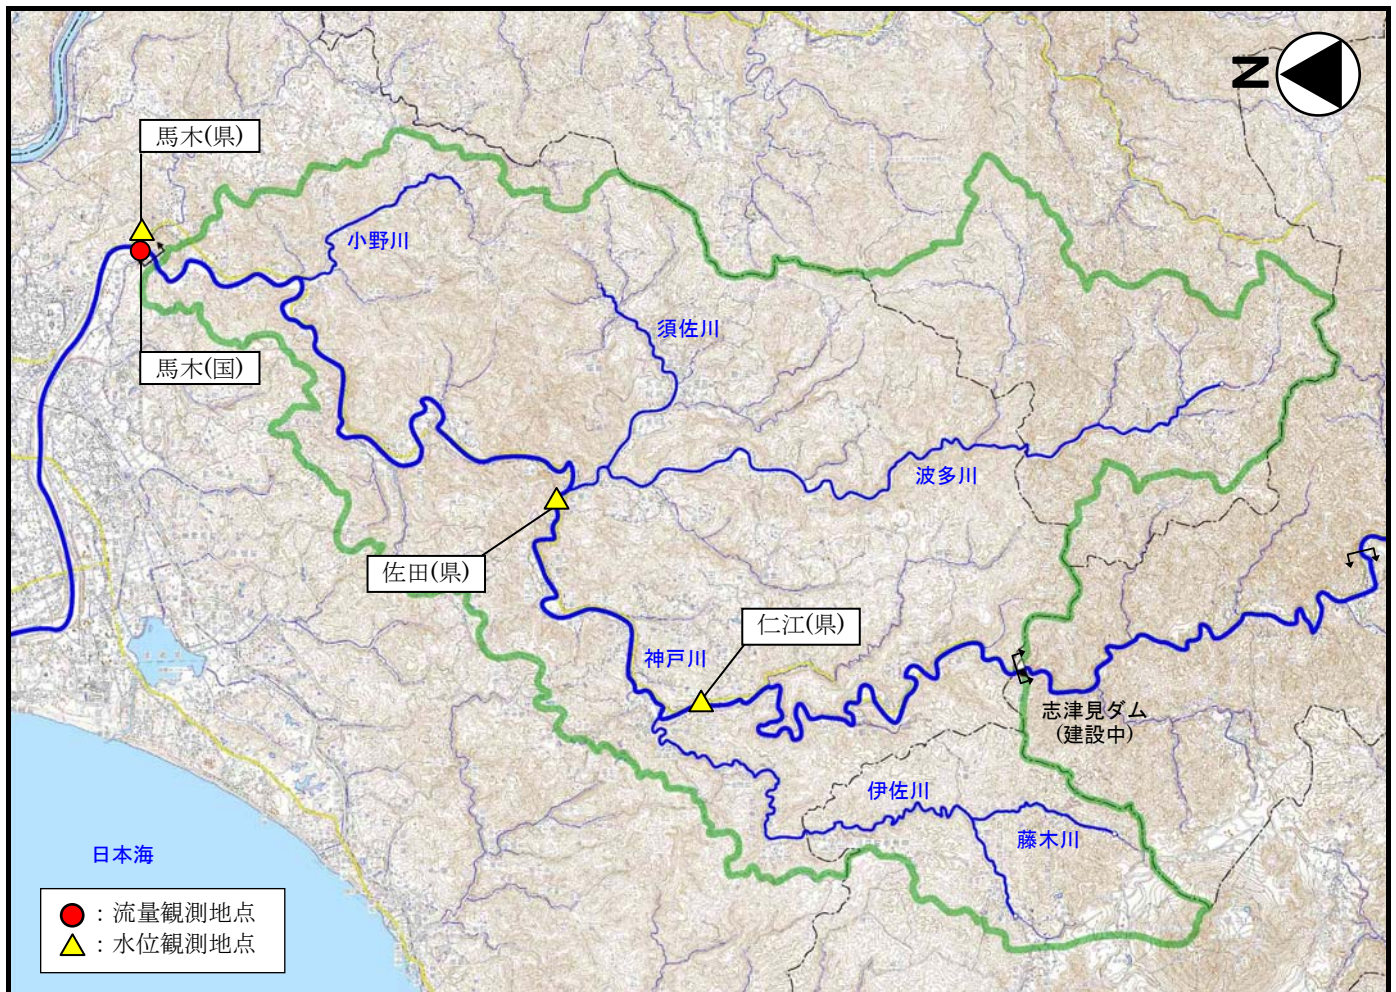 N
馬木(県)
小野川
馬木(国)
須佐川
波多川
佐田(県)
仁江(県)
神戸川
志津見ダム
(建設中)
伊佐川
藤木川
日本海
：流量観測地点
：水位観測地点